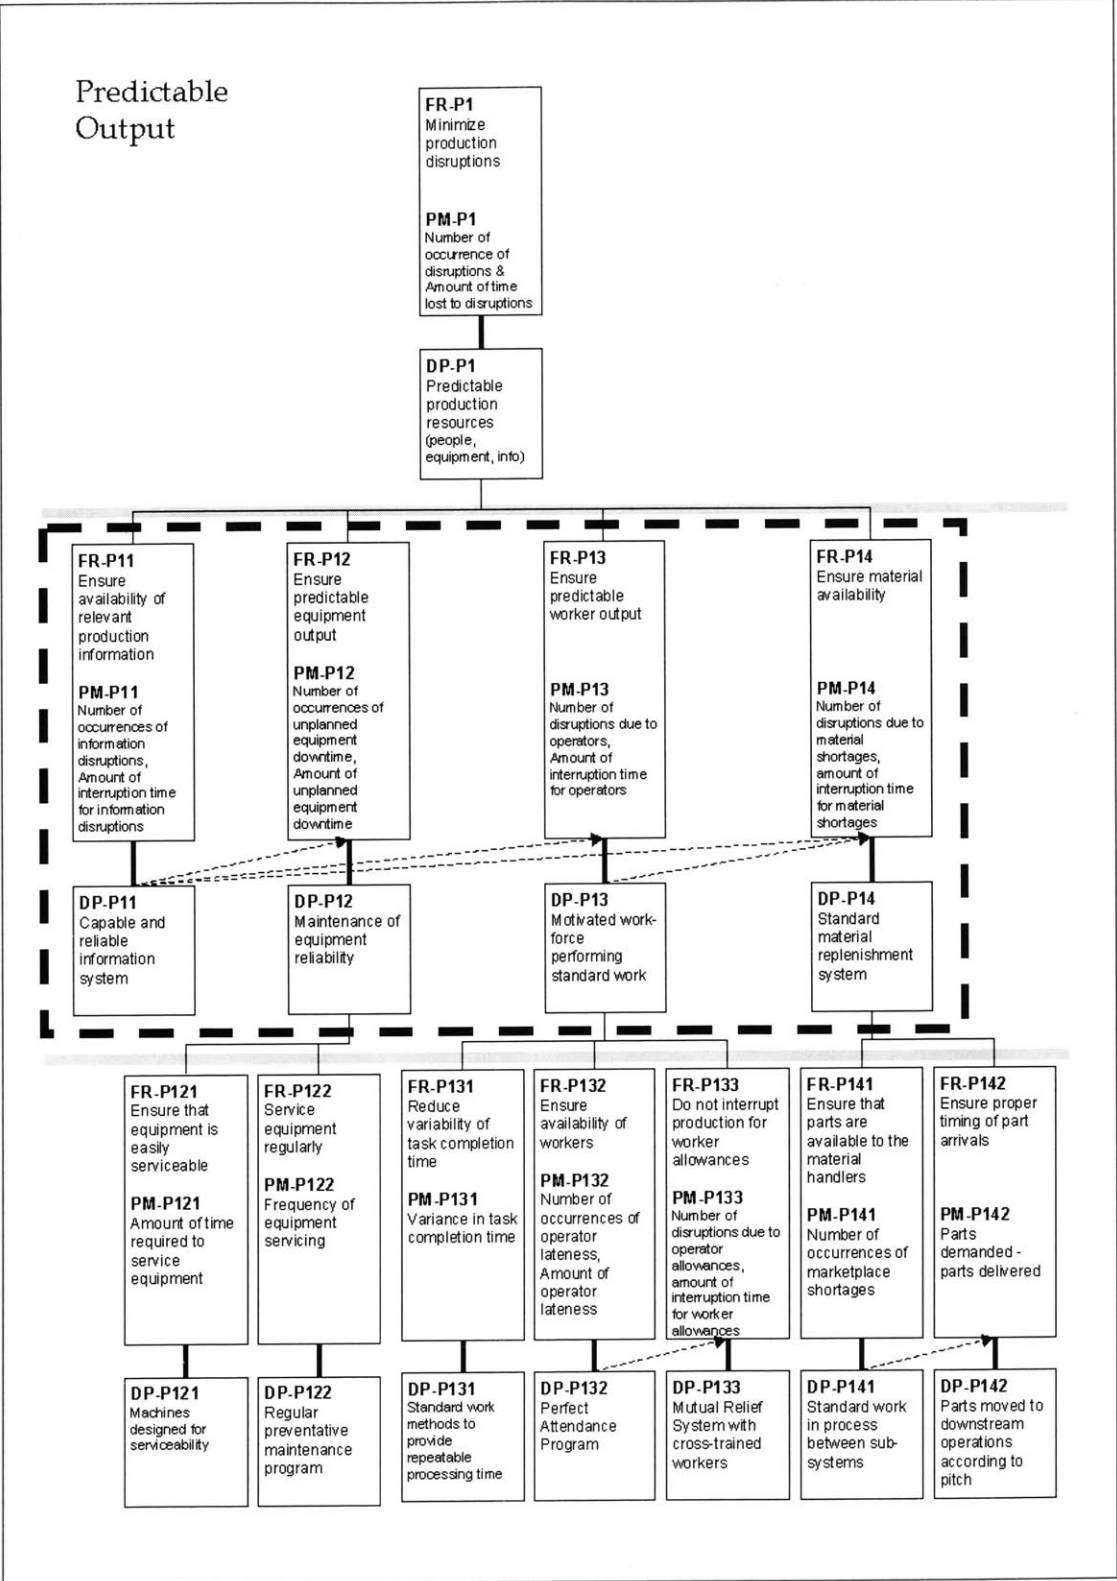 Predictable
Output
FR-P1
Minimize
production
disruptions
PM-P1
Number of
occurrence of
disruptions &
Amount of time
lost to disruptions
DP-P1
Predictable
production
resources
(people,
equipment, info)
FR-P11
Ensure
availability of
relevant
production
information
PM-P11
Number of
occurrences of
information
disruptions,
Amount of
interruption time
for information
disruptions
FR-P12
Ensure
predictable
equipment
output
PM-P12
Number of
occurrences of
unplanned
equipment
downtime,
Amount of
unplanned
equipment
downtime
FR-P13
Ensure
predictable
worker output
PM-P13
Number of
disruptions due to
operators,
Amount of
interruption time
for operators
FR-P14
Ensure material
availability
PM-P14
Number of
disruptions due to
material
shortages,
amount of
interruption time
for material
shortages
DP-P11
Capable and
reliable
information
system
DP-P12
Maintenance of
equipment
reliability
DP-P13
Motivated work-
force
performing
standard work
DP-P14
Standard
material
replenishment
system
FR-P121
Ensure that
equipment is
easily
serviceable
PM-P121
Amount of time
required to
service
equipment
FR-P122
Service
equipment
regularly
PM-P122
Frequency of
equipment
servicing
FR-P131
Reduce
variability of
task completion
time
PM-P131
Variance in task
completion time
FR-P132
Ensure
availability of
workers
PM-P132
Number of
occurrences of
operator
lateness,
Amount of
operator
lateness
FR-P133
Do not interrupt
production for
worker
allowances
PM-P133
Number of
disruptions due to
operator
allowances,
amount of
interruption time
for worker
allowances
FR-P141
Ensure that
parts are
available to the
material
handlers
PM-P141
Number of
occurrences of
marketplace
shortages
FR-P142
Ensure proper
timing of part
arrivals
PM-P142
Parts
demanded -
parts delivered
DP-P121
Machines
designed for
serviceability
DP-P122
Regular
preventative
maintenance
program
DP-P131
Standard work
methods to
provide
repeatable
processing time
DP-P132
Perfect
Attendance
Program
DP-P133
Mutual Relief
System with
cross-trained
workers
DP-P141
Standard work
in process
between sub-
systems
DP-P142
Parts moved to
downstream
operations
according to
pitch